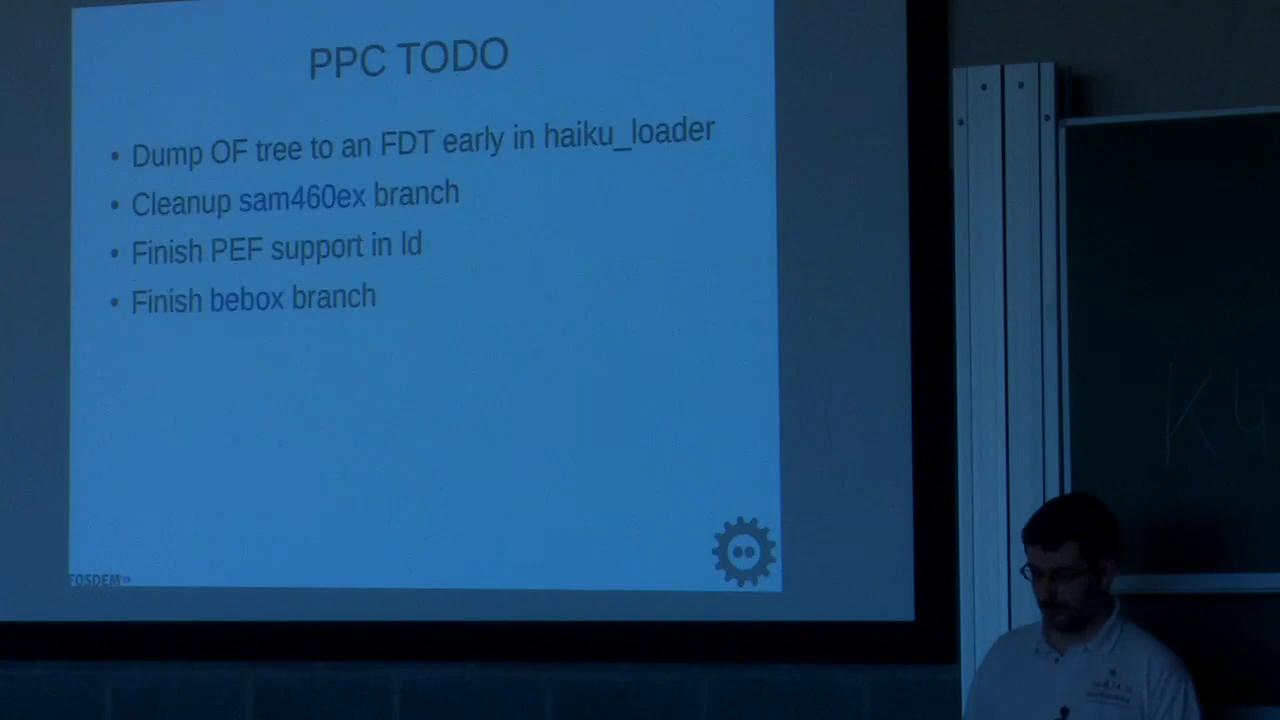 PPC TODO
• Dump OF tree to an FDT early in haiku_loader
• Cleanup sam460ex branch
• Finish PEF support in ld
• Finish bebox branch
FOSDEM
K4